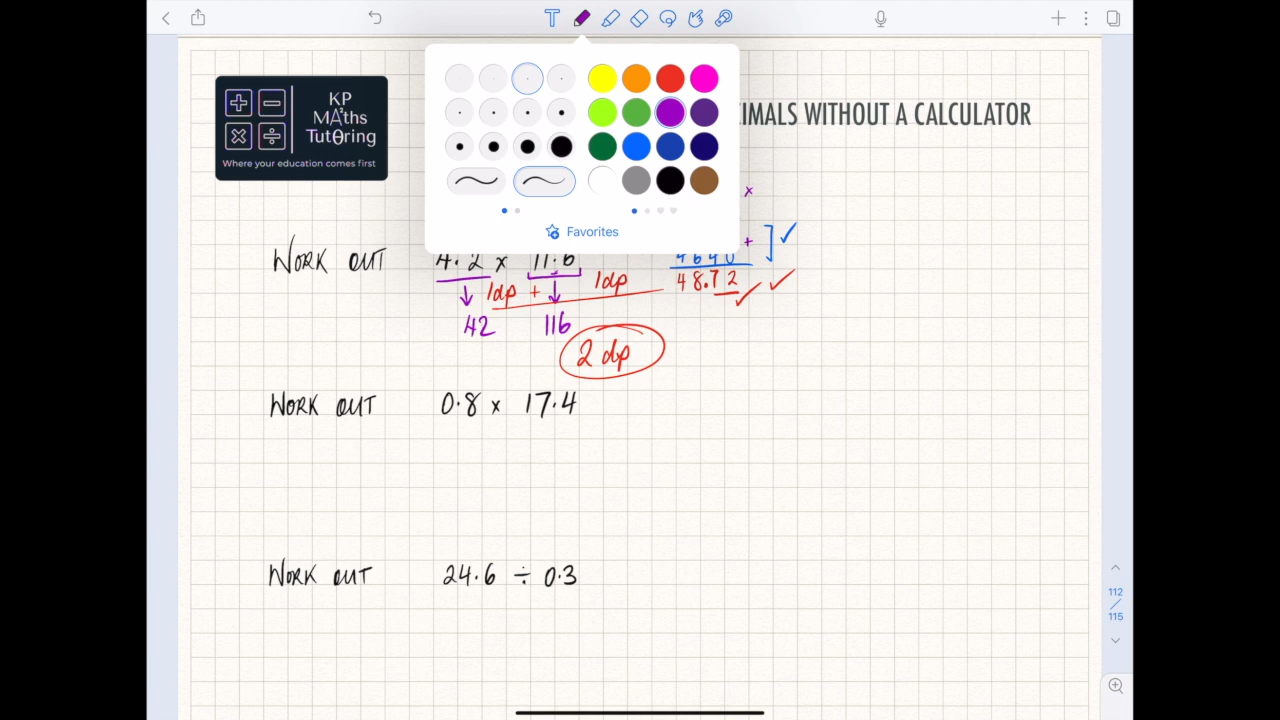 KP
MAths
TutOring
Where your education comes first
CIMALS WITHOUT A CALCULATOR
Favorites
x
+
WORK OUT 4.2 x 11.6
4640
48.72
1dp + 1dp
42 116
2 dp
WORK OUT 0.8 x 17.4
WORK OUT 24.6 ÷ 0.3
112
/
115